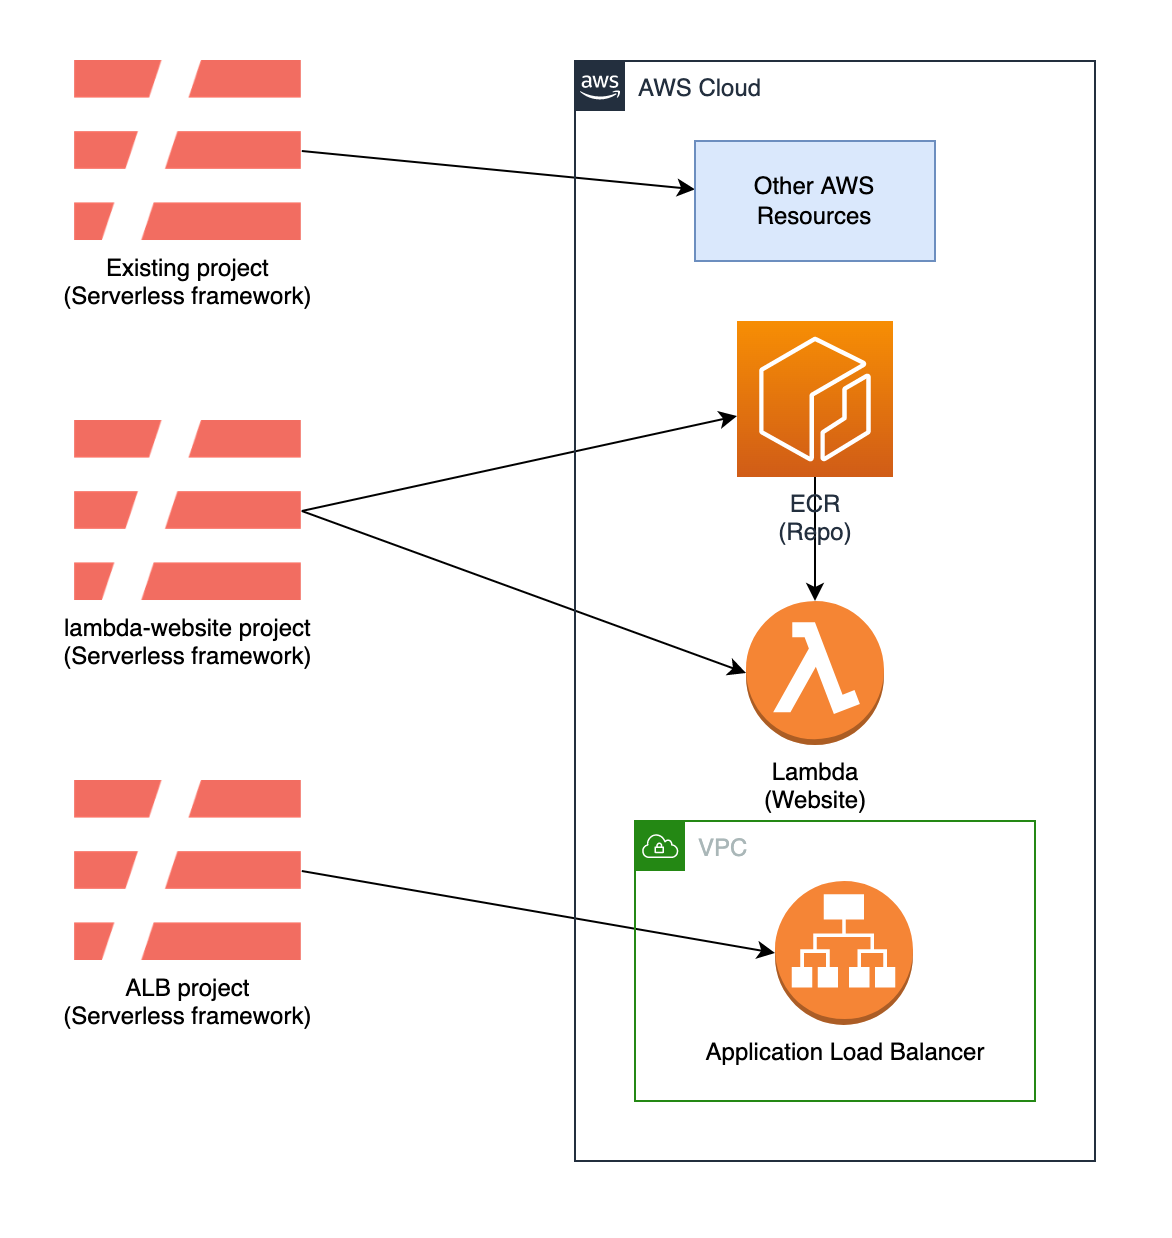 aws
AWS Cloud
Other AWS
Resources
Existing project
(Serverless framework)
ECR
(Repo)
lambda-website project
(Serverless framework)
Lambda
(Website)
VPC
ALB project
(Serverless framework)
Application Load Balancer